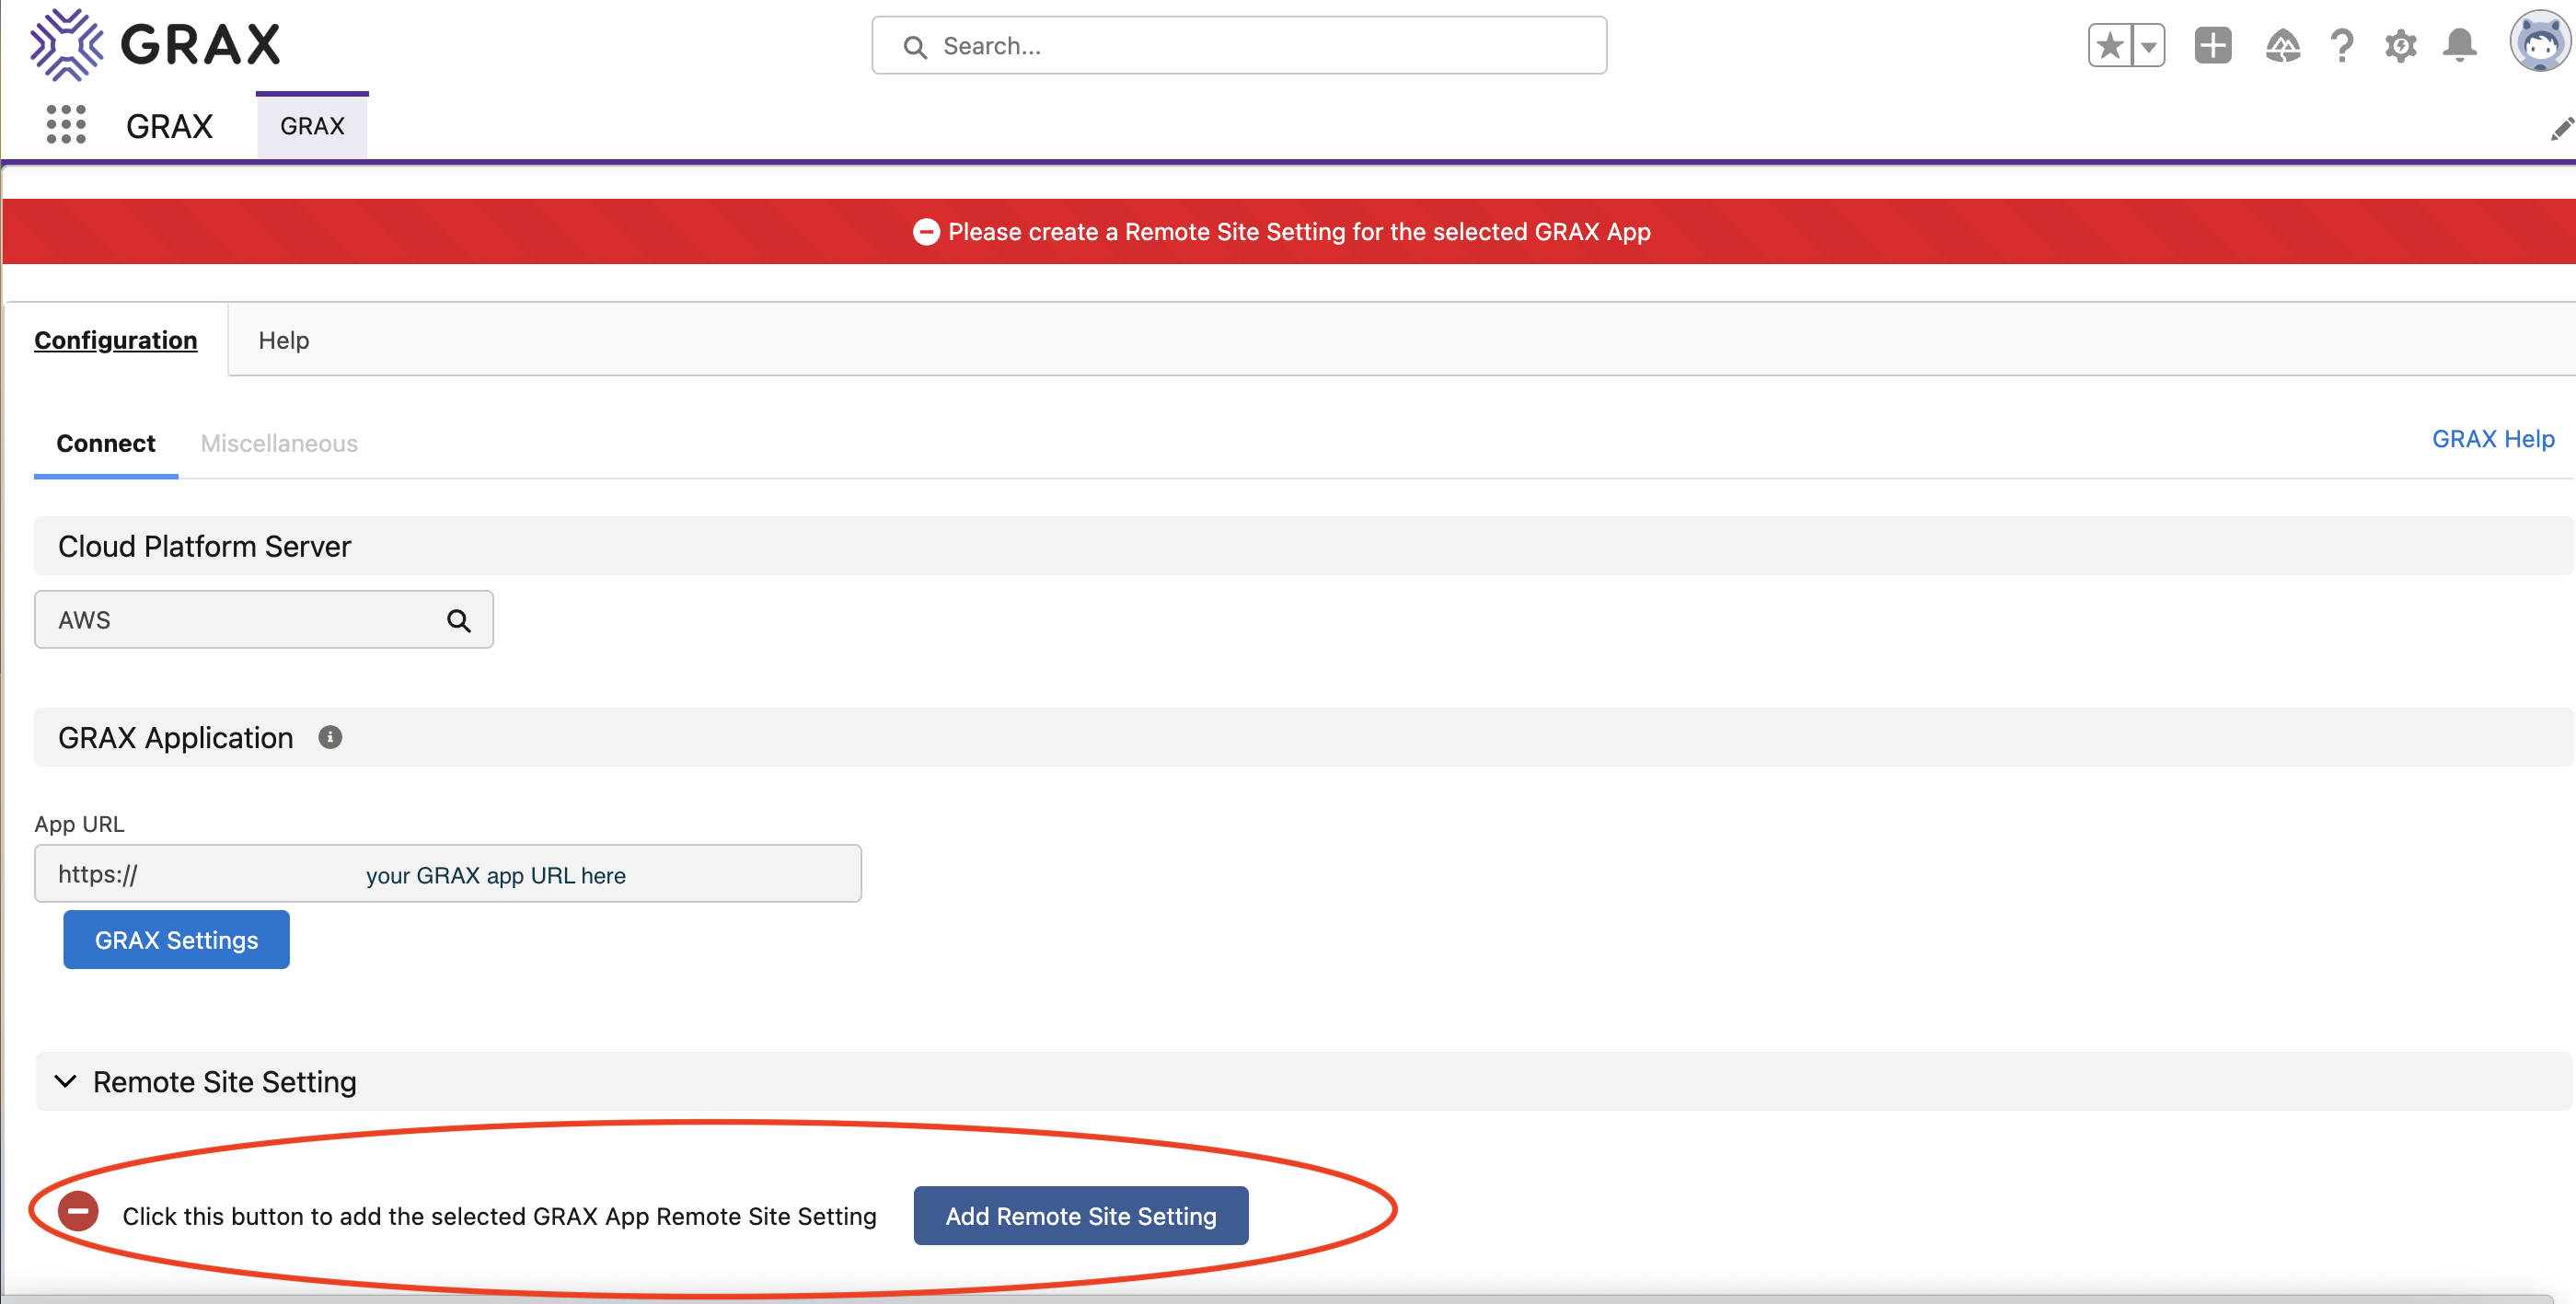 GRAX
Search...
GRAX
GRAX
Please create a Remote Site Setting for the selected GRAX App
Configuration
Help
Connect
Miscellaneous
GRAX Help
Cloud Platform Server
AWS
GRAX Application
App URL
https:// your GRAX app URL here
GRAX Settings
Remote Site Setting
Click this button to add the selected GRAX App Remote Site Setting
Add Remote Site Setting